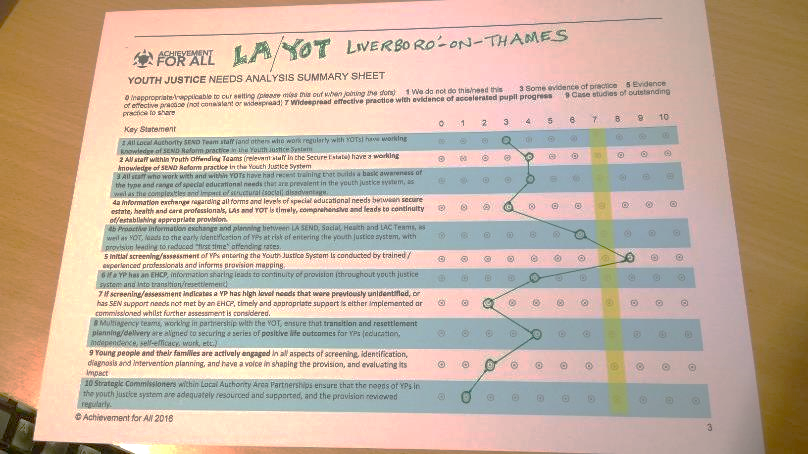 ACHIEVEMENT
FOR ALL
LA/YOT LIVERBORO'-ON-THAMES
YOUTH JUSTICE NEEDS ANALYSIS SUMMARY SHEET
0 Inappropriate/inapplicable to our setting (please miss this out when joining the dots) 1 We do not do this/need this 3 Some evidence of practice 5 Evidence
of effective practice (not consistent or widespread) 7 Widespread effective practice with evidence of accelerated pupil progress 9 Case studies of outstanding
practice to share
Key Statement 0 1 2 3 4 5 6 7 8 9 10
1 All Local Authority SEND Team staff (and others who work regularly with YOTs) have working
knowledge of SEND Reform practice in the Youth Justice System
2 All staff within Youth Offending Teams (relevant staff in the Secure Estate) have a working
knowledge of SEND Reform practice in the Youth Justice System
3 All staff who work with and within YOTs have had recent training that builds a basic awareness of
the type and range of special educational needs that are prevalent in the youth justice system, as
well as the complexities and impact of structural (social) disadvantage.
4a Information exchange regarding all forms and levels of special educational need between secure
estate, health and care professionals, LAs and YOT is timely, comprehensive and leads to continuity
of/establishing appropriate provision.
4b Proactive information exchange and planning between LA SEND, Social, Health and LAC Teams, as
well as YOT, leads to the early identification of YPs at risk of entering the youth justice system, with
provision leading to reduced "first time" offending rates.
5 Initial screening/assessment of YPs entering the Youth Justice System is conducted by trained /
experienced professionals and informs provision mapping.
6 If a YP has an EHCP, information sharing leads to continuity of provision (throughout youth justice
system and into transition/resettlement)
7 If screening/assessment indicates a YP has high level needs that were previously unidentified, or
has SEN support needs not met by an EHCP, timely and appropriate support is either implemented or
commissioned whilst further assessment is considered.
8 Multiagency teams, working in partnership with the YOT, ensure that transition and resettlement
planning/delivery are aligned to securing a series of positive life outcomes for YPs (education,
independence, self-efficacy, work, etc.)
9 Young people and their families are actively engaged in all aspects of screening, identification,
diagnosis and intervention planning, and have a voice in shaping the provision, and evaluating its
impact
10 Strategic Commissioners within Local Authority Area Partnerships ensure that the needs of YPs in
the youth justice system are adequately resourced and supported, and the provision reviewed
regularly.
© Achievement for All 2016
3